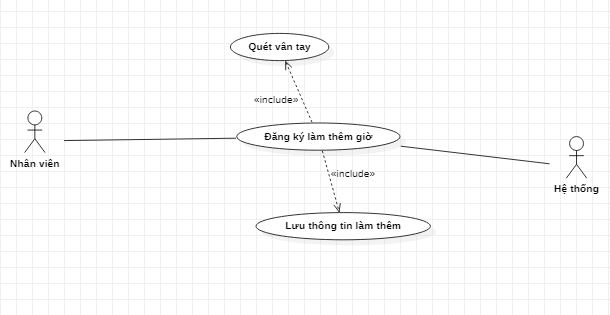 Quét vân tay
«include»
Đăng ký làm thêm giờ
Nhân viên
«include»
Hệ thống
Lưu thông tin làm thêm